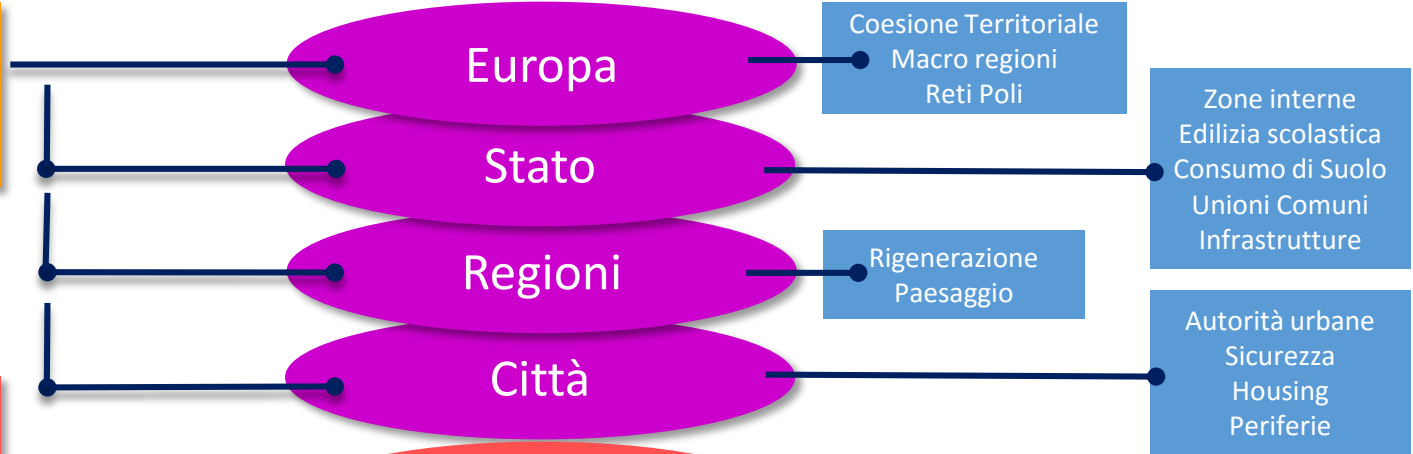 Europa
Coesione Territoriale
Macro regioni
Reti Poli
Stato
Zone interne
Edilizia scolastica
Consumo di Suolo
Unioni Comuni
Infrastrutture
Regioni
Rigenerazione
Paesaggio
Città
Autorità urbane
Sicurezza
Housing
Periferie